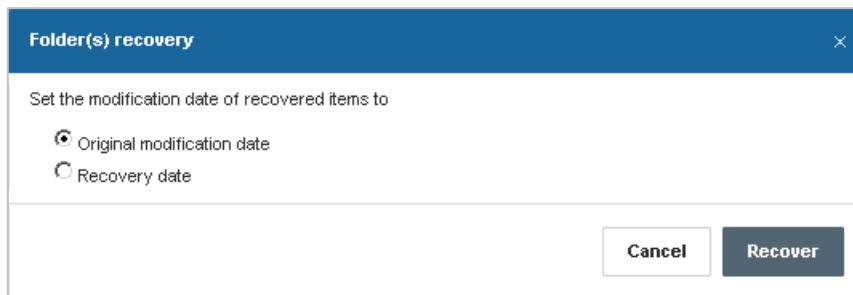 Folder(s) recovery
Set the modification date of recovered items to
Original modification date
Recovery date
Cancel Recover